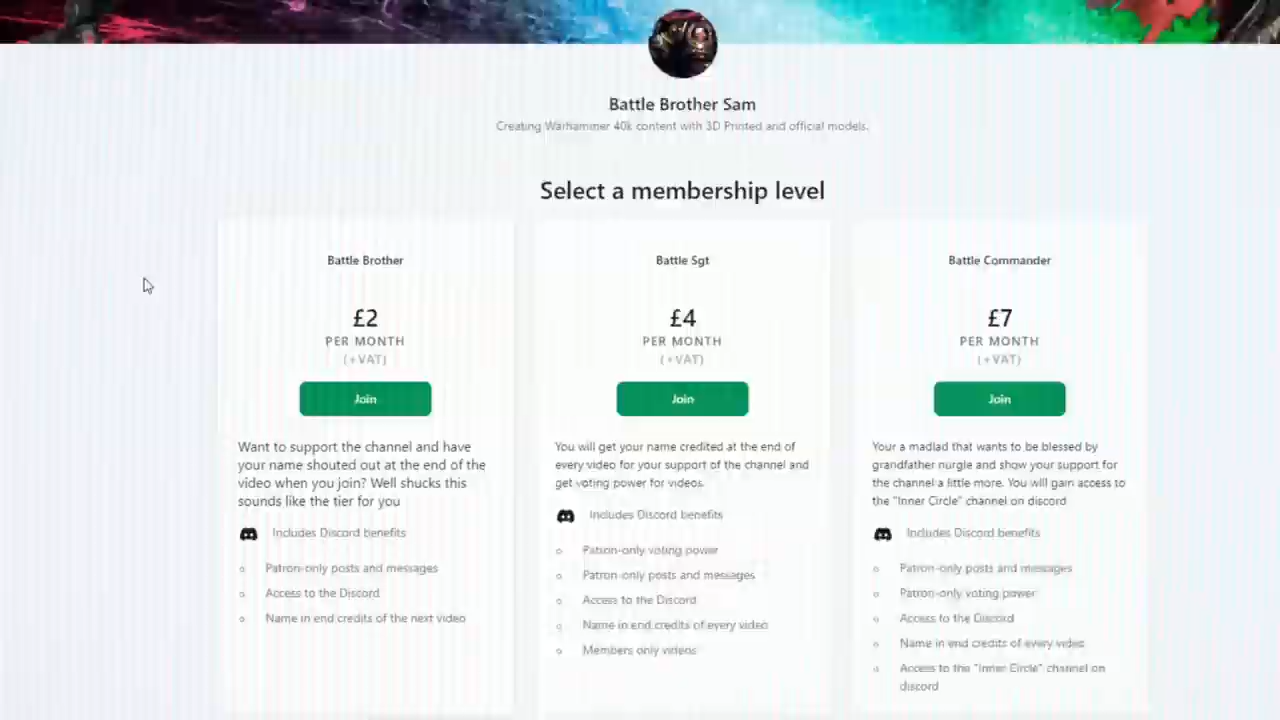 Battle Brother Sam
Creating Warhammer 40k content with 3D Printed and official models.
Select a membership level
Battle Brother
£2
PER MONTH
(+VAT)
Join
Want to support the channel and have
your name shouted out at the end of the
video when you join? Well shucks this
sounds like the tier for you
Includes Discord benefits
Patron-only posts and messages
Access to the Discord
Name in end credits of the next video
Battle Sgt
£4
PER MONTH
(+VAT)
Join
You will get your name credited at the end of
every video for your support of the channel and
get voting power for videos.
Includes Discord benefits
Patron-only voting power
Patron-only posts and messages
Access to the Discord
Name in end credits of every video
Members only videos
Battle Commander
£7
PER MONTH
(+VAT)
Join
Your a madlad that wants to be blessed by
grandfather nurgle and show your support for
the channel a little more. You will gain access to
the "Inner Circle" channel on discord
Includes Discord benefits
Patron-only posts and messages
Patron-only voting power
Access to the Discord
Name in end credits of every video
Access to the "Inner Circle" channel on
discord